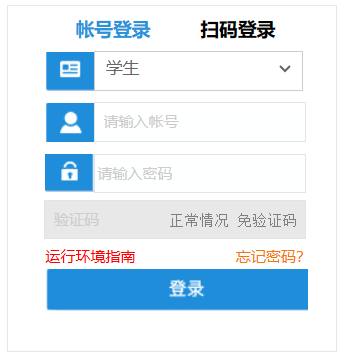 帐号登录 扫码登录
学生
请输入帐号
请输入密码
验证码 正常情况 免验证码
运行环境指南 忘记密码?
登录